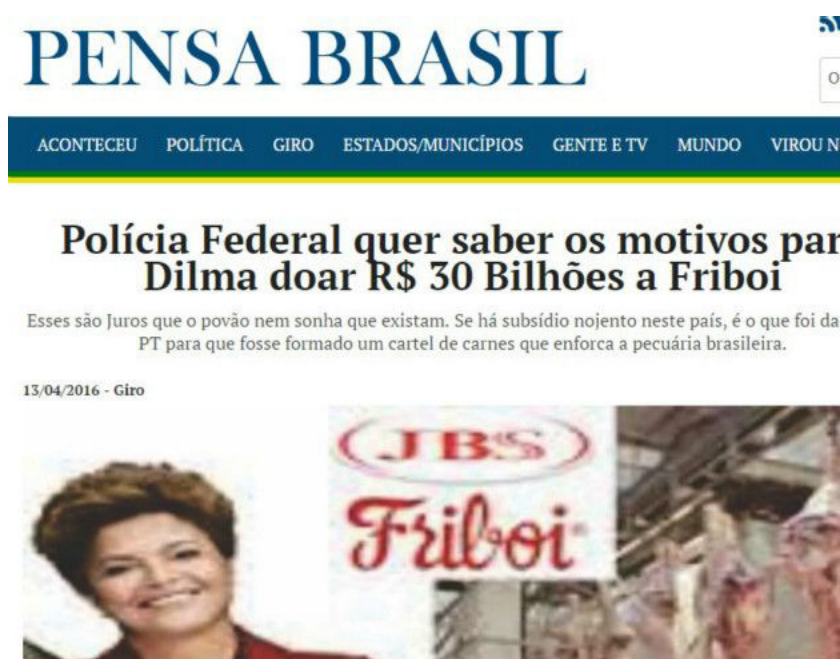 PENSA BRASIL
ACONTECEU POLÍTICA GIRO ESTADOS/MUNICÍPIOS GENTE E TV MUNDO VIROU N
Polícia Federal quer saber os motivos par
Dilma doar R$ 30 Bilhões a Friboi
Esses são Juros que o povão nem sonha que existam. Se há subsídio nojento neste país, é o que foi da
PT para que fosse formado um cartel de carnes que enforca a pecuária brasileira.
13/04/2016 - Giro
JBS
Friboi